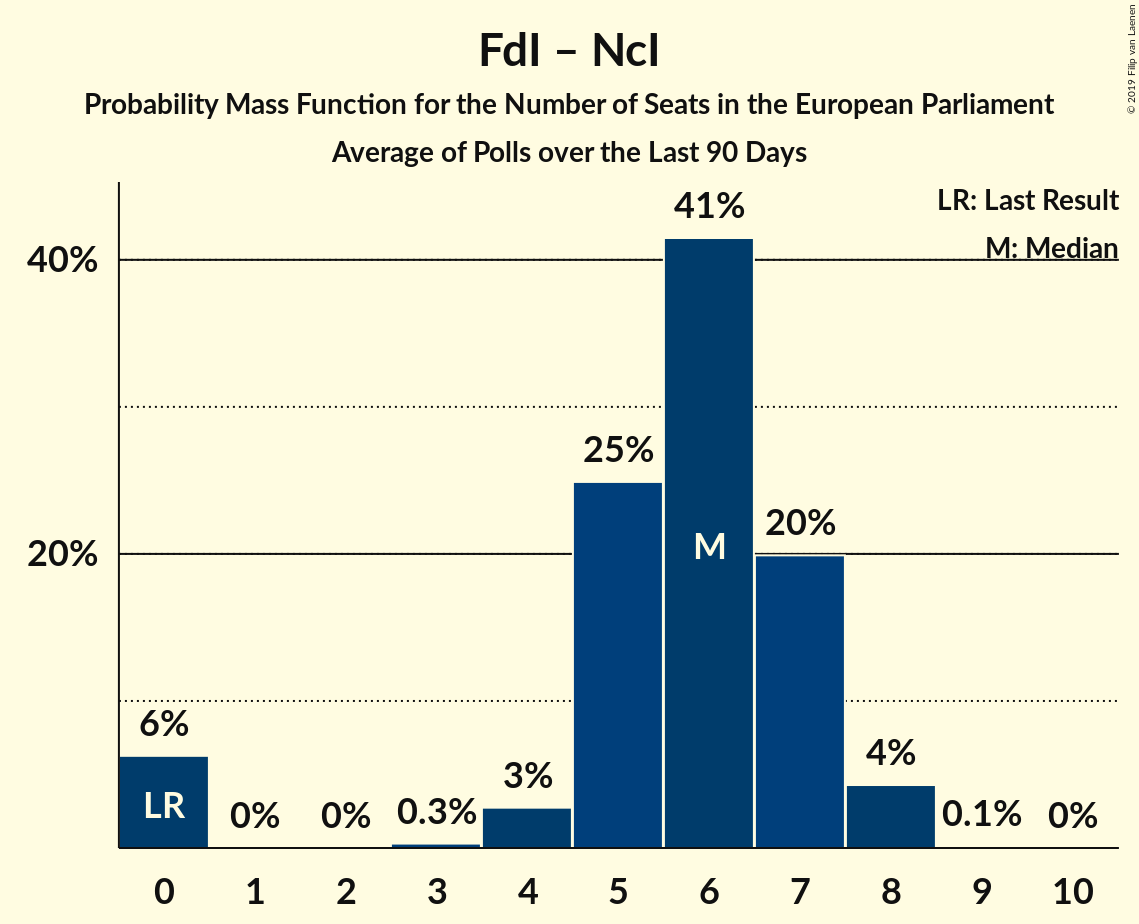 FdI – NcI
Probability Mass Function for the Number of Seats in the European Parliament
Average of Polls over the Last 90 Days
© 2019 Filip van Laenen
LR: Last Result
M: Median
40%
20%
6%
0%
0%
0.3%
3%
25%
41%
20%
4%
0.1%
0%
LR
M
0 1 2 3 4 5 6 7 8 9 10